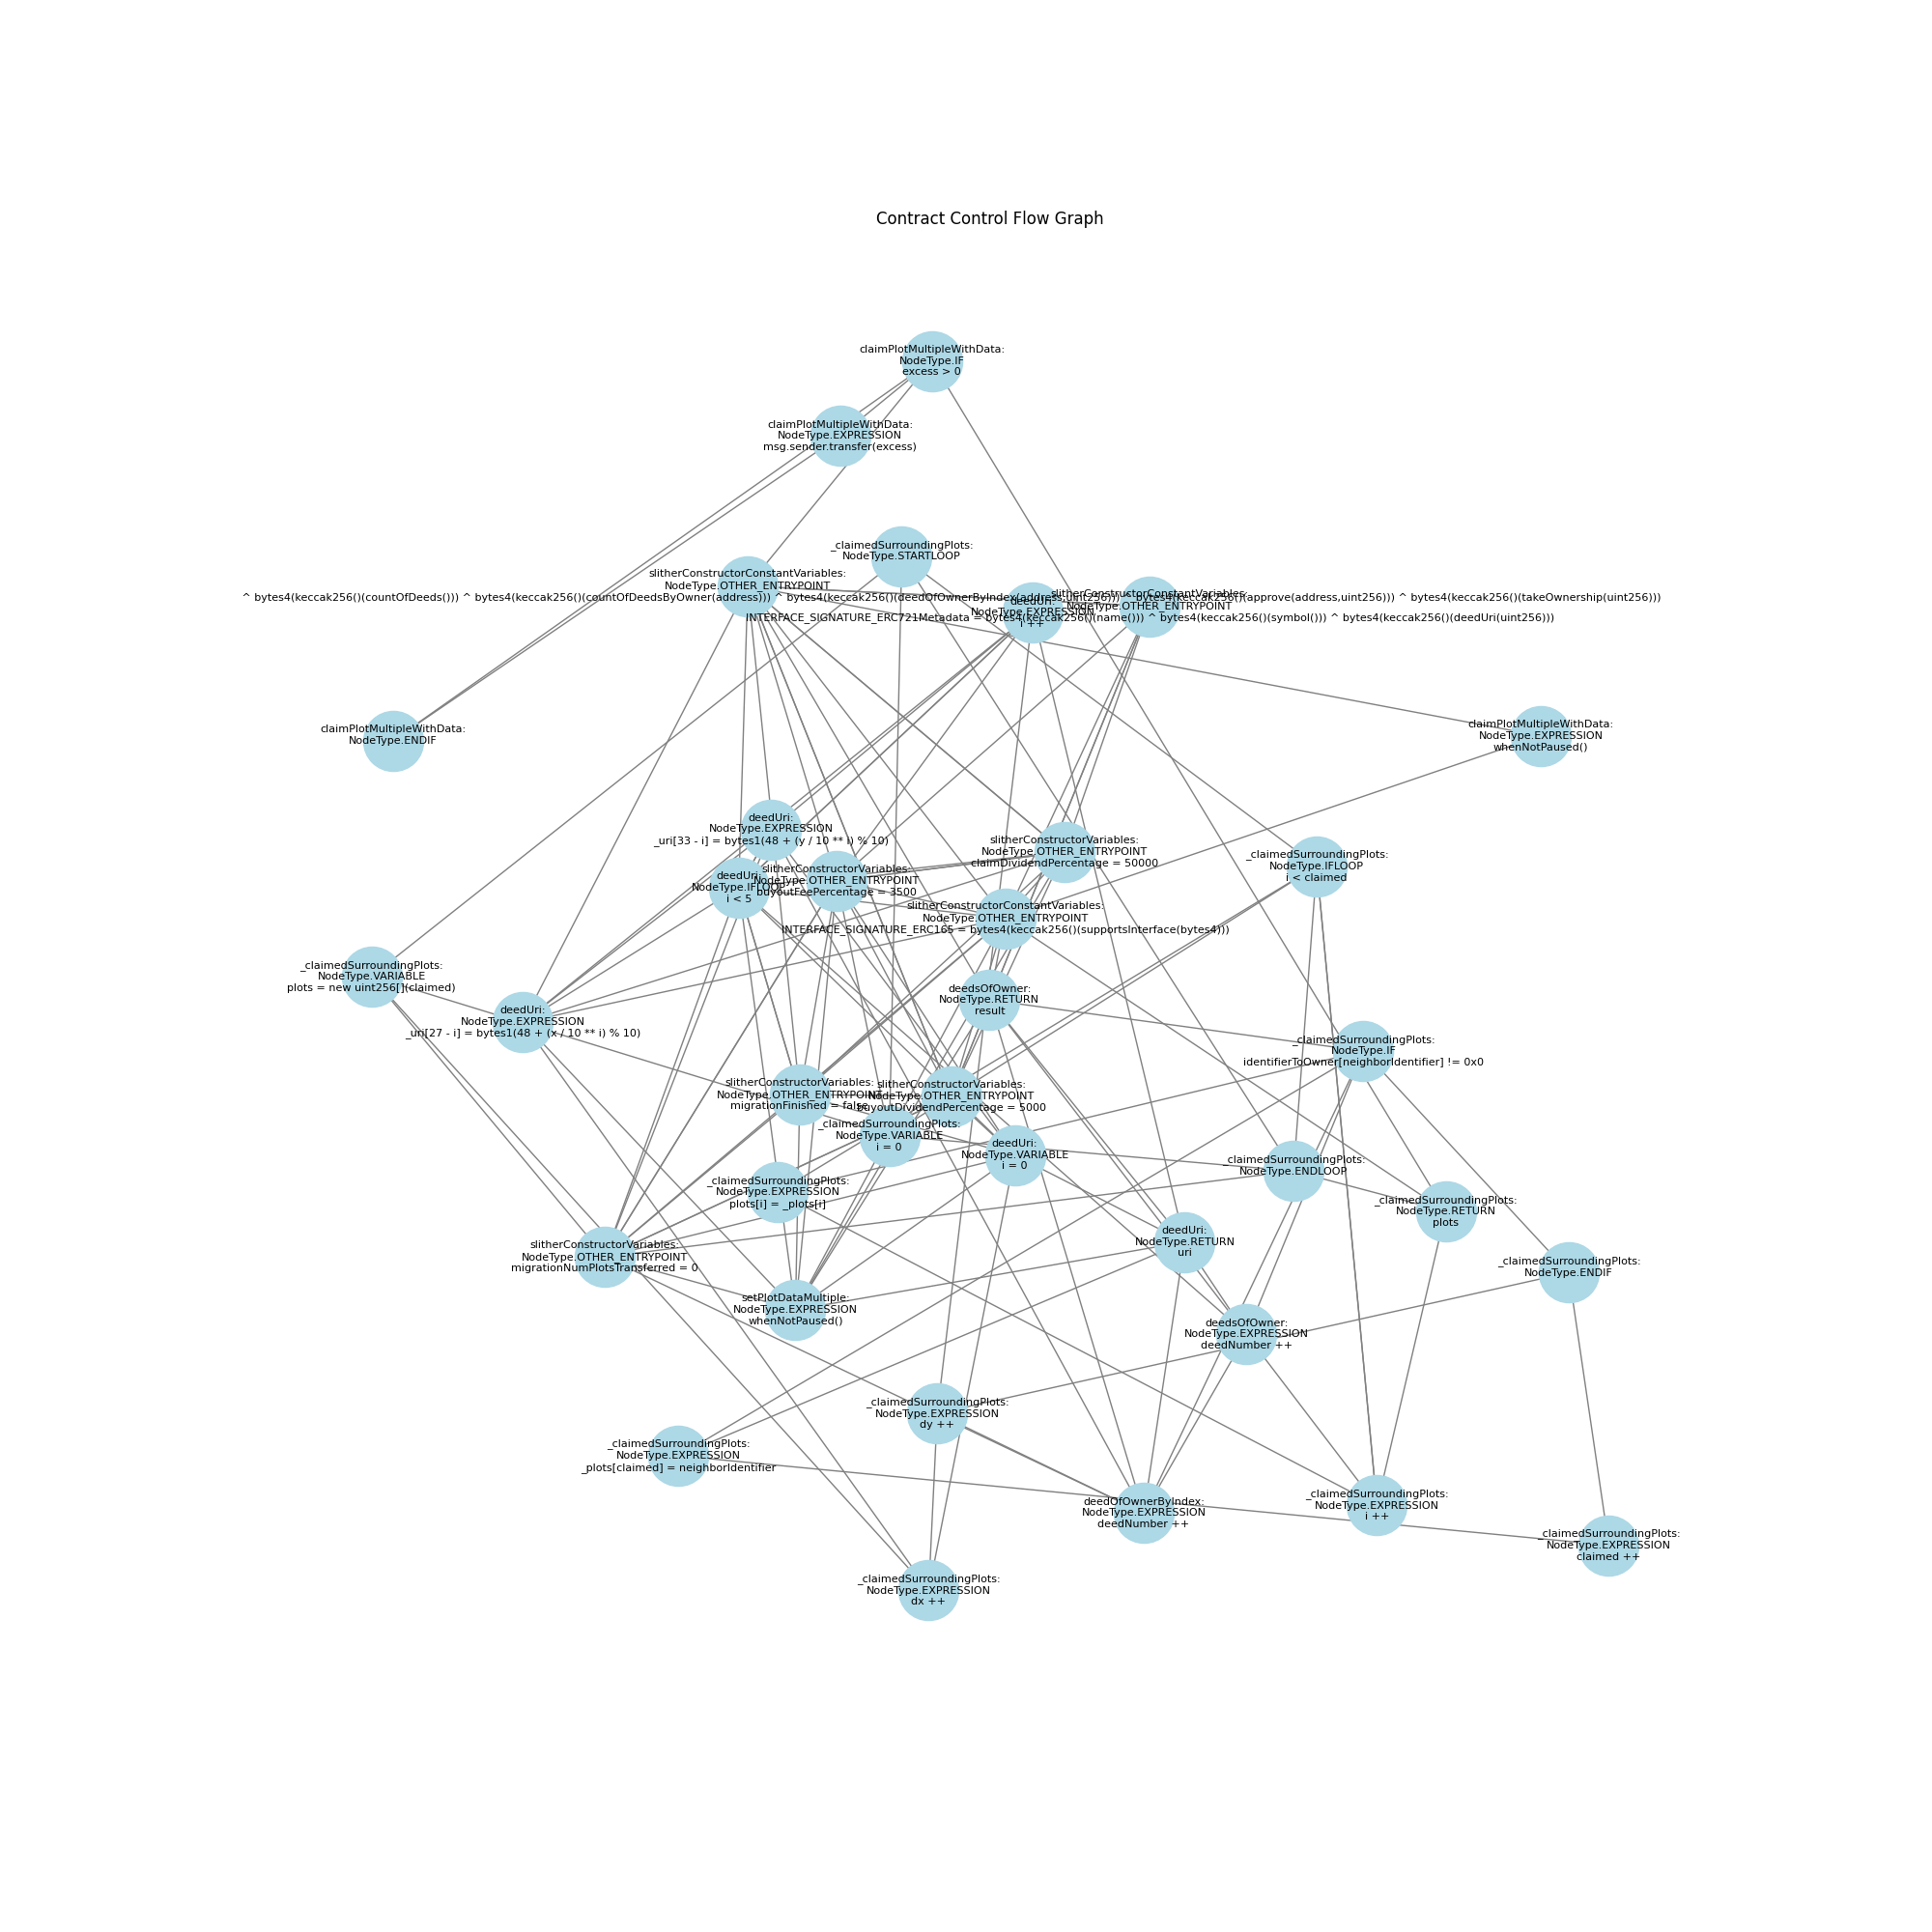 Contract Control Flow Graph
claimPlotMultipleWithData:
NodeType.IF
excess > 0
claimPlotMultipleWithData:
NodeType.EXPRESSION
msg.sender.transfer(excess)
_claimedSurroundingPlots:
NodeType.STARTLOOP
slitherConstructorConstantVariables:
NodeType.OTHER_ENTRYPOINT
^ bytes4(keccak256()(countOfDeeds())) ^ bytes4(keccak256()(countOfDeedsByOwner(address))) ^ bytes4(keccak256()(deedOfOwnerByIndex(address,uint256))) ^ bytes4(keccak256()(approve(address,uint256))) ^ bytes4(keccak256()(takeOwnership(uint256)))
deedUri:
NodeType.EXPRESSION
i ++
slitherConstructorConstantVariables:
NodeType.OTHER_ENTRYPOINT
INTERFACE_SIGNATURE_ERC721Metadata = bytes4(keccak256()(name())) ^ bytes4(keccak256()(symbol())) ^ bytes4(keccak256()(deedUri(uint256)))
claimPlotMultipleWithData:
NodeType.ENDIF
claimPlotMultipleWithData:
NodeType.EXPRESSION
whenNotPaused()
deedUri:
NodeType.EXPRESSION
_uri[33 - i] = bytes1(48 + (y / 10 ** i) % 10)
slitherConstructorVariables:
NodeType.OTHER_ENTRYPOINT
claimDividendPercentage = 50000
_claimedSurroundingPlots:
NodeType.IFLOOP
i < claimed
slitherConstructorVariables:
NodeType.OTHER_ENTRYPOINT
buyoutFeePercentage = 3500
deedUri:
NodeType.IFLOOP
i < 5
slitherConstructorConstantVariables:
NodeType.OTHER_ENTRYPOINT
INTERFACE_SIGNATURE_ERC165 = bytes4(keccak256()(supportsInterface(bytes4)))
_claimedSurroundingPlots:
NodeType.VARIABLE
plots = new uint256[](claimed)
deedsOfOwner:
NodeType.RETURN
result
deedUri:
NodeType.EXPRESSION
_uri[27 - i] = bytes1(48 + (x / 10 ** i) % 10)
_claimedSurroundingPlots:
NodeType.IF
identifierToOwner[neighborIdentifier] != 0x0
slitherConstructorVariables:
NodeType.OTHER_ENTRYPOINT
migrationFinished = false
slitherConstructorVariables:
NodeType.OTHER_ENTRYPOINT
buyoutDividendPercentage = 5000
_claimedSurroundingPlots:
NodeType.VARIABLE
i = 0
deedUri:
NodeType.VARIABLE
i = 0
_claimedSurroundingPlots:
NodeType.ENDLOOP
_claimedSurroundingPlots:
NodeType.EXPRESSION
plots[i] = _plots[i]
_claimedSurroundingPlots:
NodeType.RETURN
plots
deedUri:
NodeType.RETURN
uri
slitherConstructorVariables:
NodeType.OTHER_ENTRYPOINT
migrationNumPlotsTransferred = 0
_claimedSurroundingPlots:
NodeType.ENDIF
setPlotDataMultiple:
NodeType.EXPRESSION
whenNotPaused()
deedsOfOwner:
NodeType.EXPRESSION
deedNumber ++
_claimedSurroundingPlots:
NodeType.EXPRESSION
dy ++
_claimedSurroundingPlots:
NodeType.EXPRESSION
_plots[claimed] = neighborIdentifier
deedOfOwnerByIndex:
NodeType.EXPRESSION
deedNumber ++
_claimedSurroundingPlots:
NodeType.EXPRESSION
i ++
_claimedSurroundingPlots:
NodeType.EXPRESSION
claimed ++
_claimedSurroundingPlots:
NodeType.EXPRESSION
dx ++